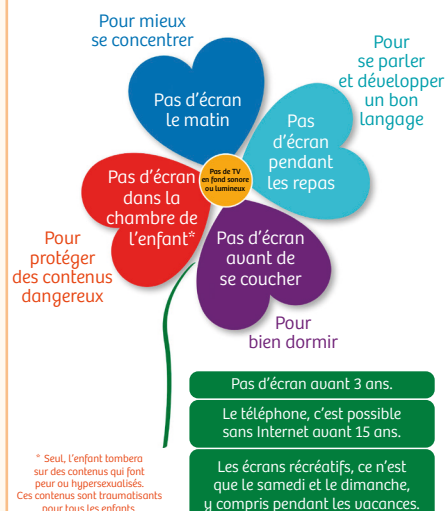 Pour mieux
se concentrer
Pour
se parler
et développer
un bon
langage
Pas d'écran
le matin
Pas
d'écran
pendant
les repas
Pas de TV
en fond sonore
ou lumineux
Pas d'écran
dans la
chambre de
l'enfant*
Pas d'écran
avant de
se coucher
Pour
protéger
des contenus
dangereux
Pour
bien dormir
Pas d'écran avant 3 ans.
Le téléphone, c'est possible
sans Internet avant 15 ans.
Les écrans récréatifs, ce n'est
que le samedi et le dimanche,
y compris pendant les vacances.
* Seul, l'enfant tombera
sur des contenus qui font
peur ou hypersexualisés.
Ces contenus sont traumatisants
pour tous les enfants